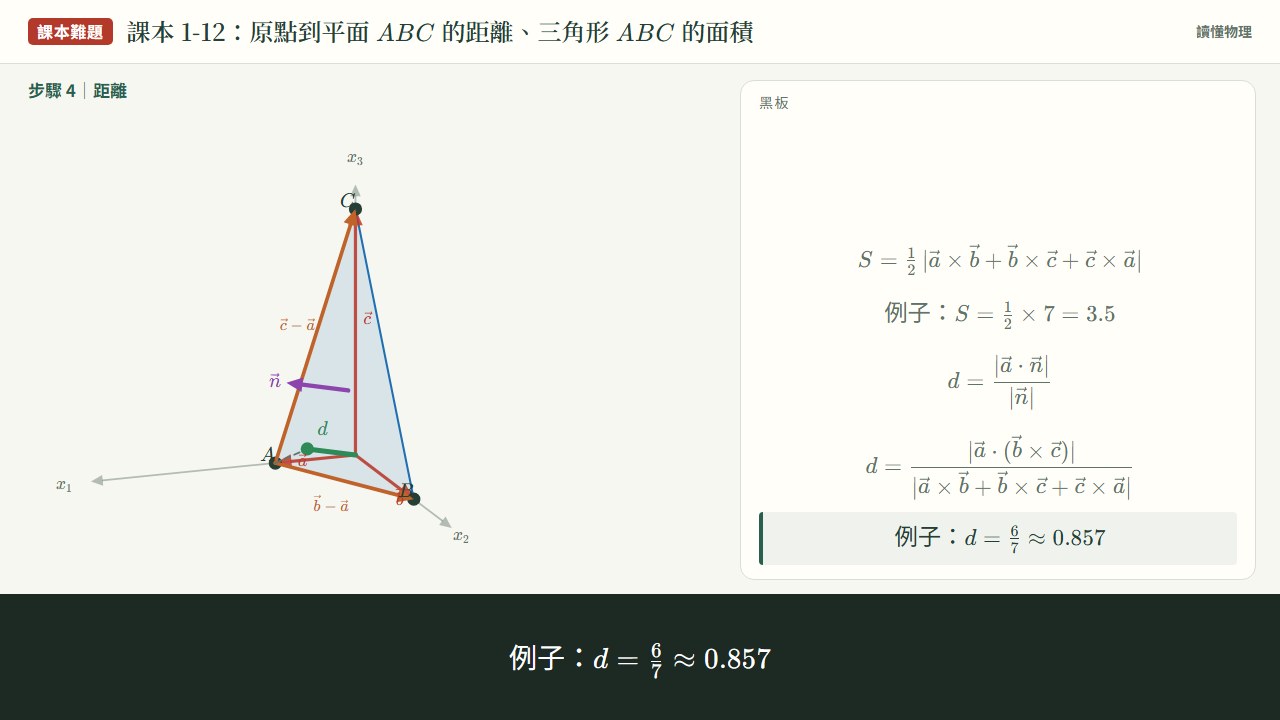 課本難題
課本 1-12：原點到平面 ABC 的距離、三角形 ABC 的面積
讀懂物理
步驟 4｜距離
x₃
C
c⃗ − a⃗
c⃗
n⃗
d
A
a⃗
B
b⃗
b⃗ − a⃗
x₁
x₂
黑板
S = ½ |a⃗ × b⃗ + b⃗ × c⃗ + c⃗ × a⃗|
例子：S = ½ × 7 = 3.5
d = |a⃗ · n⃗| / |n⃗|
d = |a⃗ · (b⃗ × c⃗)| / |a⃗ × b⃗ + b⃗ × c⃗ + c⃗ × a⃗|
例子：d = 6/7 ≈ 0.857
例子：d = 6/7 ≈ 0.857